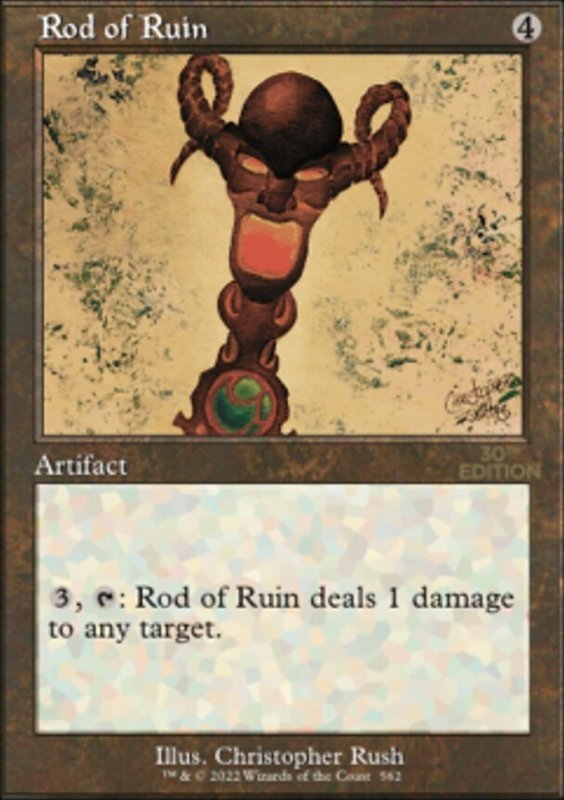 Rod of Ruin 4
Artifact
30TH EDITION
3, T: Rod of Ruin deals 1 damage
to any target.
Illus. Christopher Rush
™ & © 2022 Wizards of the Coast 562